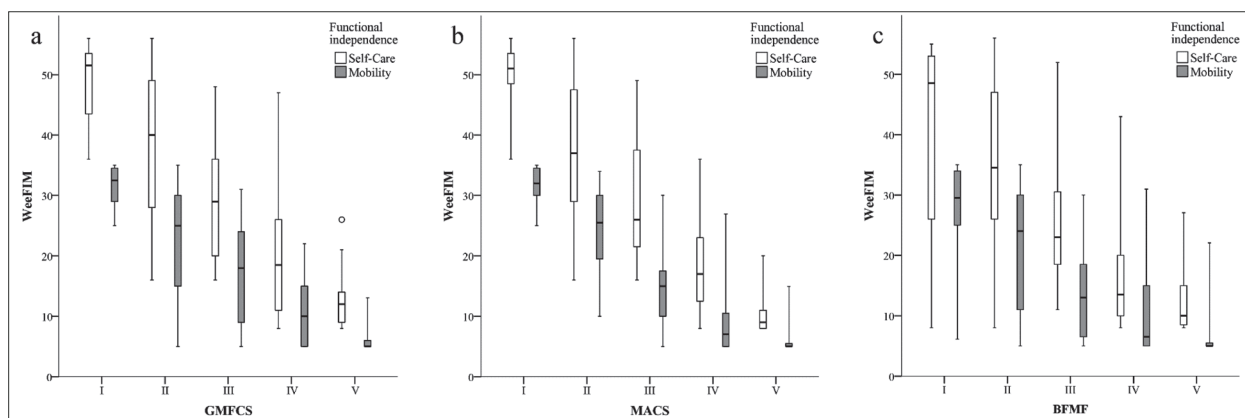 a
Functional
independence
Self-Care
Mobility
WeeFIM
50
40
30
20
10
0
I II III IV V
GMFCS
b
Functional
independence
Self-Care
Mobility
WeeFIM
50
40
30
20
10
0
I II III IV V
MACS
c
Functional
independence
Self-Care
Mobility
WeeFIM
50
40
30
20
10
0
I II III IV V
BFMF